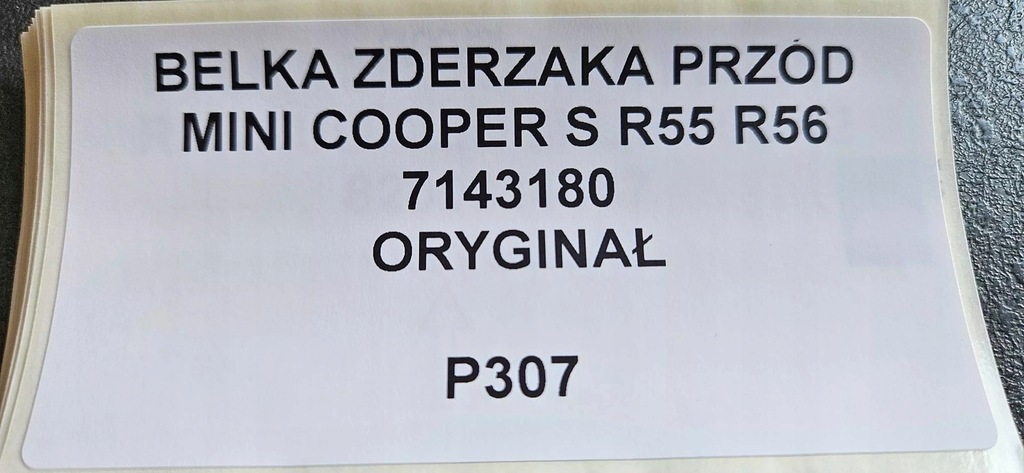 BELKA ZDERZAKA PRZÓD
MINI COOPER S R55 R56
7143180
ORYGINAŁ
P307